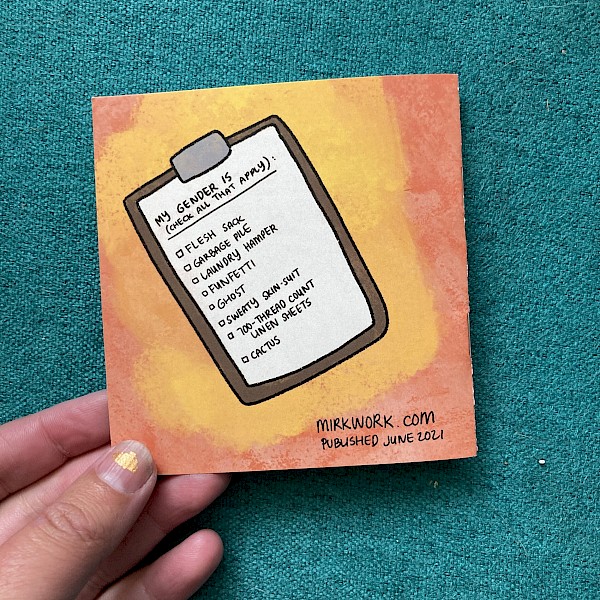 MY GENDER IS
(CHECK ALL THAT APPLY):
FLESH SACK
GARBAGE PILE
LAUNDRY HAMPER
FUNFETTI
GHOST
SWEATY SKIN-SUIT
700-THREAD COUNT
LINEN SHEETS
CACTUS
MIRKWORK.COM
PUBLISHED JUNE 2021